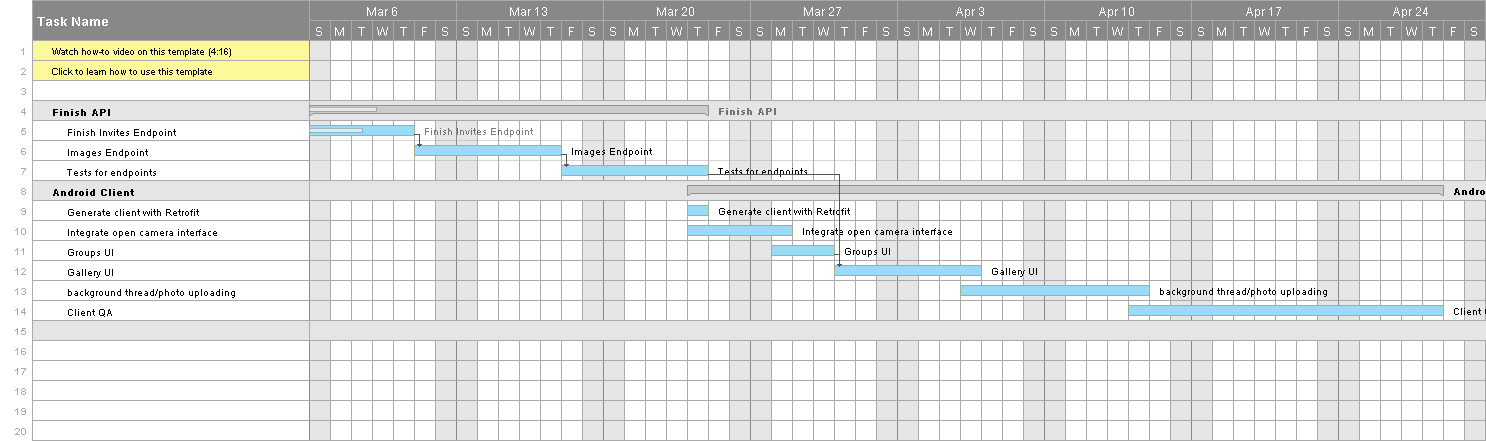 Task Name
Mar 6 Mar 13 Mar 20 Mar 27 Apr 3 Apr 10 Apr 17 Apr 24
S M T W T F S S M T W T F S S M T W T F S S M T W T F S S M T W T F S S M T W T F S S M T W T F S S M T W T F S
1 Watch how-to video on this template (4:16)
2 Click to learn how to use this template
3
4 Finish API Finish API
5 Finish Invites Endpoint Finish Invites Endpoint
6 Images Endpoint Images Endpoint
7 Tests for endpoints Tests for endpoints
8 Android Client Andro
9 Generate client with Retrofit Generate client with Retrofit
10 Integrate open camera interface Integrate open camera interface
11 Groups UI Groups UI
12 Gallery UI Gallery UI
13 background thread/photo uploading background thread/photo uploading
14 Client QA Client
15
16
17
18
19
20